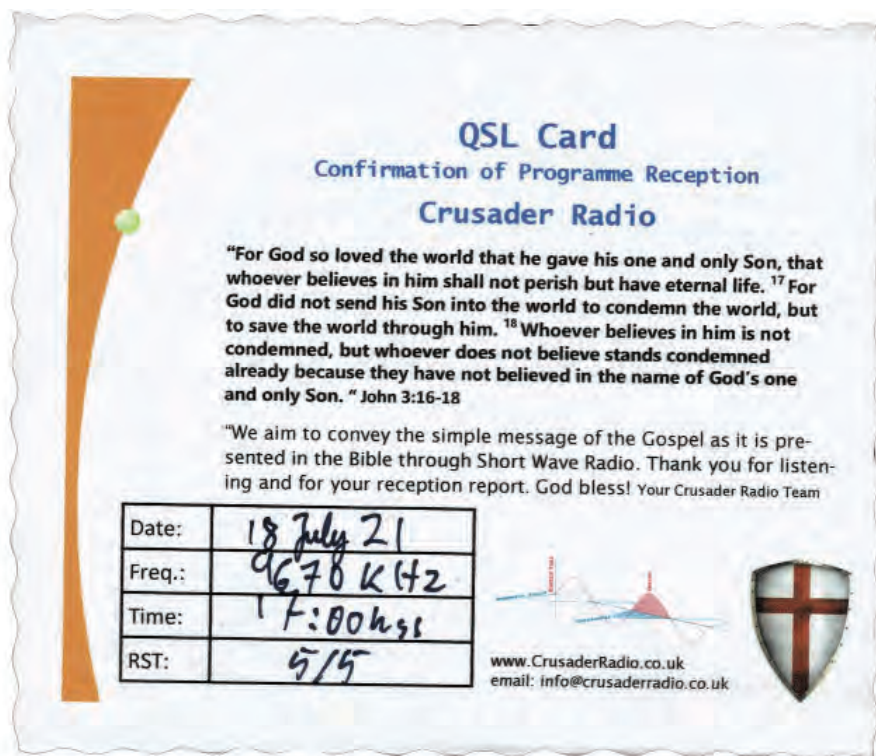 QSL Card
Confirmation of Programme Reception
Crusader Radio
"For God so loved the world that he gave his one and only Son, that
whoever believes in him shall not perish but have eternal life. 17 For
God did not send his Son into the world to condemn the world, but
to save the world through him. 18 Whoever believes in him is not
condemned, but whoever does not believe stands condemned
already because they have not believed in the name of God's one
and only Son. " John 3:16-18
"We aim to convey the simple message of the Gospel as it is pre-
sented in the Bible through Short Wave Radio. Thank you for listen-
ing and for your reception report. God bless! Your Crusader Radio Team
Date: 18 July 21
Freq.: 9670 KHz
Time: 17:00hrs
RST: 5/5
www.CrusaderRadio.co.uk
email: info@crusaderradio.co.uk